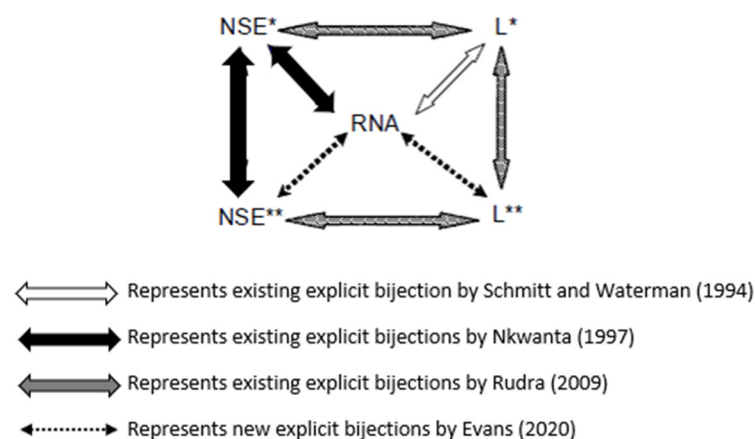 NSE* L*
RNA
NSE** L**
Represents existing explicit bijection by Schmitt and Waterman (1994)
Represents existing explicit bijections by Nkwanta (1997)
Represents existing explicit bijections by Rudra (2009)
Represents new explicit bijections by Evans (2020)